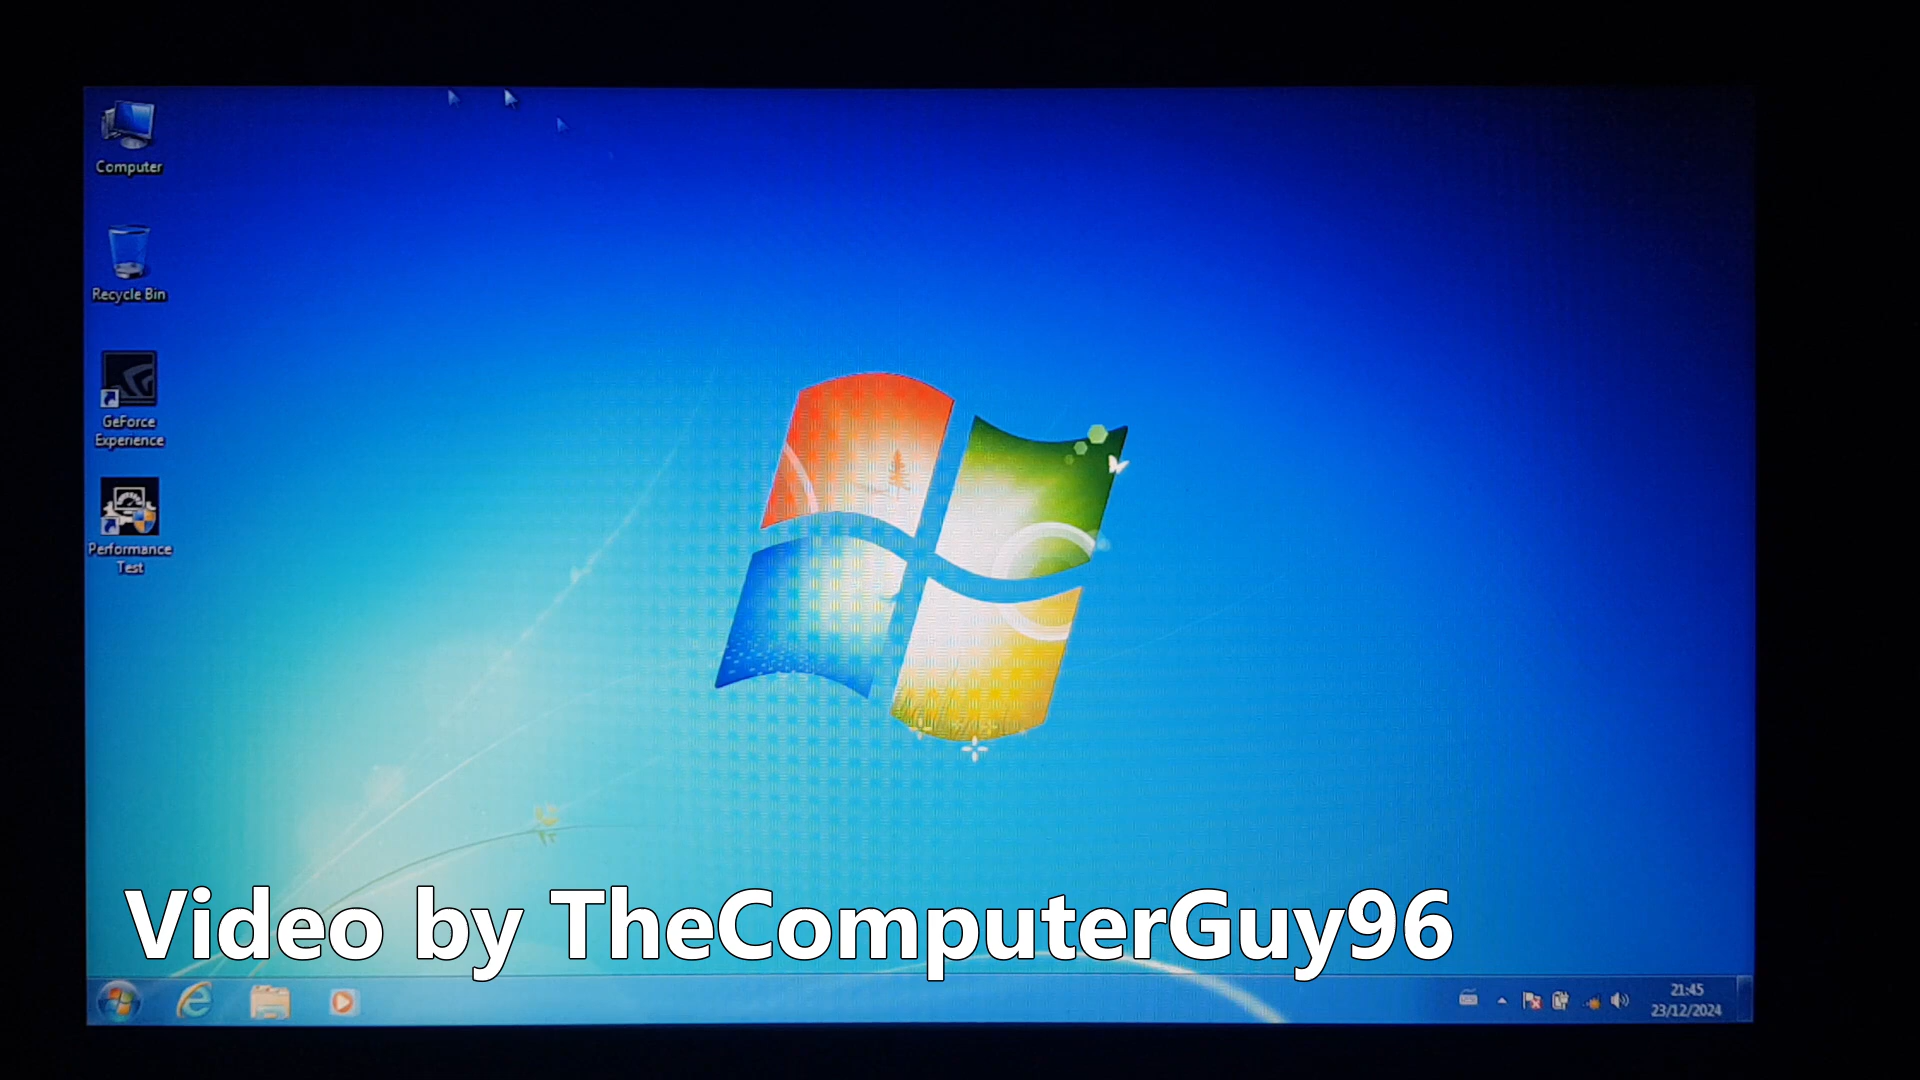 Computer
Recycle Bin
GeForce
Experience
Performance
Test
Video by TheComputerGuy96
21:45
23/12/2024